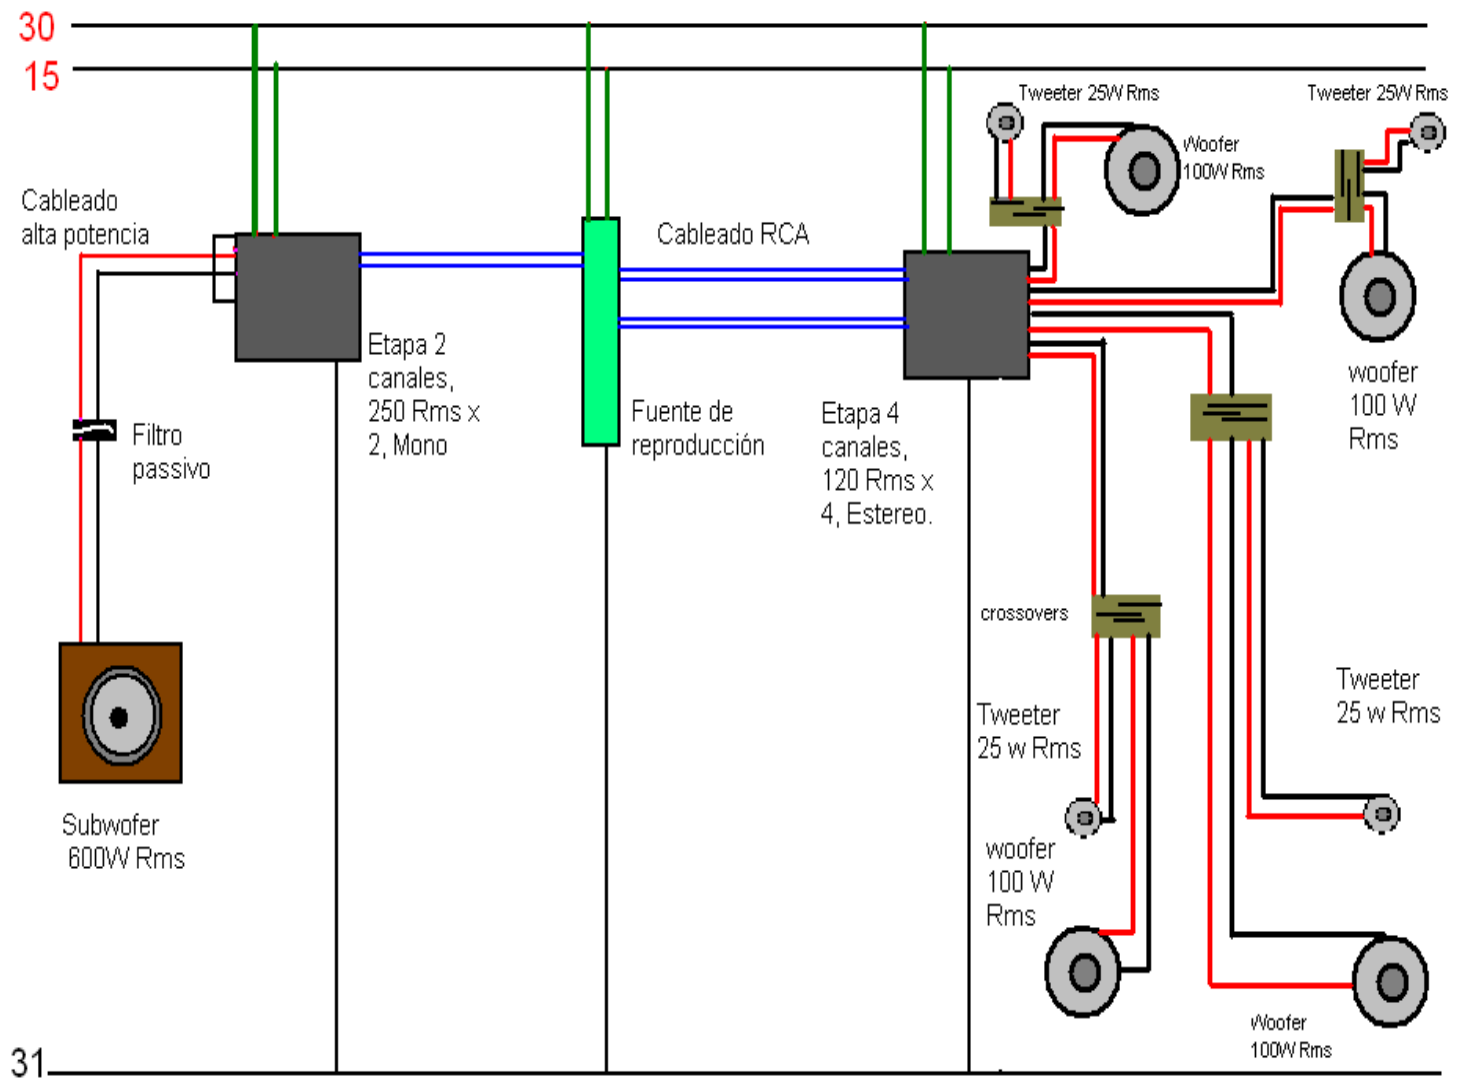 30
15
Tweeter 25W Rms
Tweeter 25W Rms
Woofer
100W Rms
Cableado
alta potencia
Cableado RCA
Etapa 2
canales,
250 Rms x
2, Mono
Fuente de
reproducción
Etapa 4
canales,
120 Rms x
4, Estereo.
woofer
100 W
Rms
Filtro
passivo
crossovers
Tweeter
25 w Rms
Tweeter
25 w Rms
Subwofer
600W Rms
woofer
100 W
Rms
Woofer
100W Rms
31